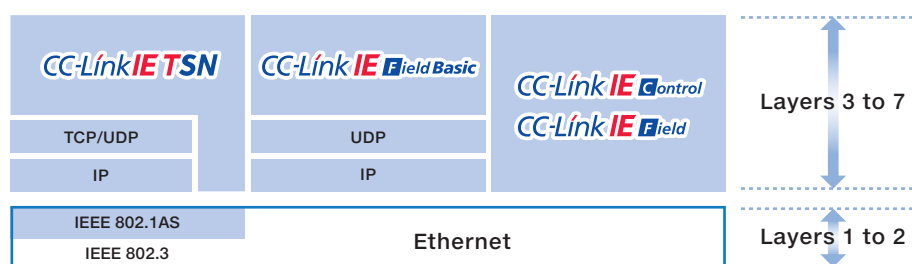 CC-Link IE TSN
CC-Link IE Field Basic
CC-Link IE Control
CC-Link IE Field
Layers 3 to 7
TCP/UDP
UDP
IP
IP
IEEE 802.1AS
IEEE 802.3
Ethernet
Layers 1 to 2